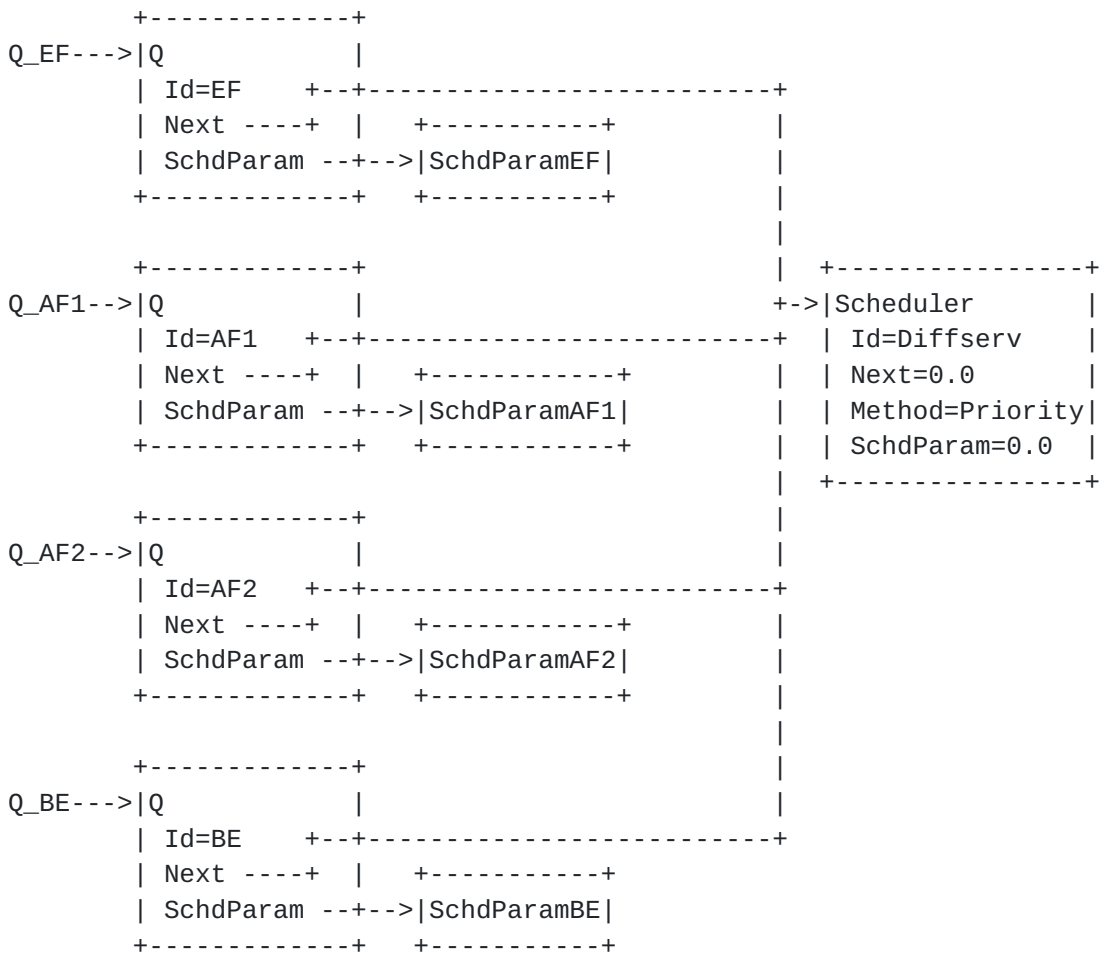 +-------------+
Q_EF--->|Q            |
        | Id=EF    +--+--------------------------+
        | Next ----+  |   +-----------+          |
        | SchdParam --+-->|SchdParamEF|          |
        +-------------+   +-----------+          |
                                                 |
        +-------------+                          |  +----------------+
Q_AF1-->|Q            |                          +->|Scheduler       |
        | Id=AF1   +--+--------------------------+  | Id=Diffserv    |
        | Next ----+  |   +------------+         |  | Next=0.0       |
        | SchdParam --+-->|SchdParamAF1|         |  | Method=Priority|
        +-------------+   +------------+         |  | SchdParam=0.0  |
                                                 |  +----------------+
        +-------------+                          |
Q_AF2-->|Q            |                          |
        | Id=AF2   +--+--------------------------+
        | Next ----+  |   +------------+         |
        | SchdParam --+-->|SchdParamAF2|         |
        +-------------+   +------------+         |
                                                 |
        +-------------+                          |
Q_BE--->|Q            |                          |
        | Id=BE    +--+--------------------------+
        | Next ----+  |   +-----------+
        | SchdParam --+-->|SchdParamBE|
        +-------------+   +-----------+